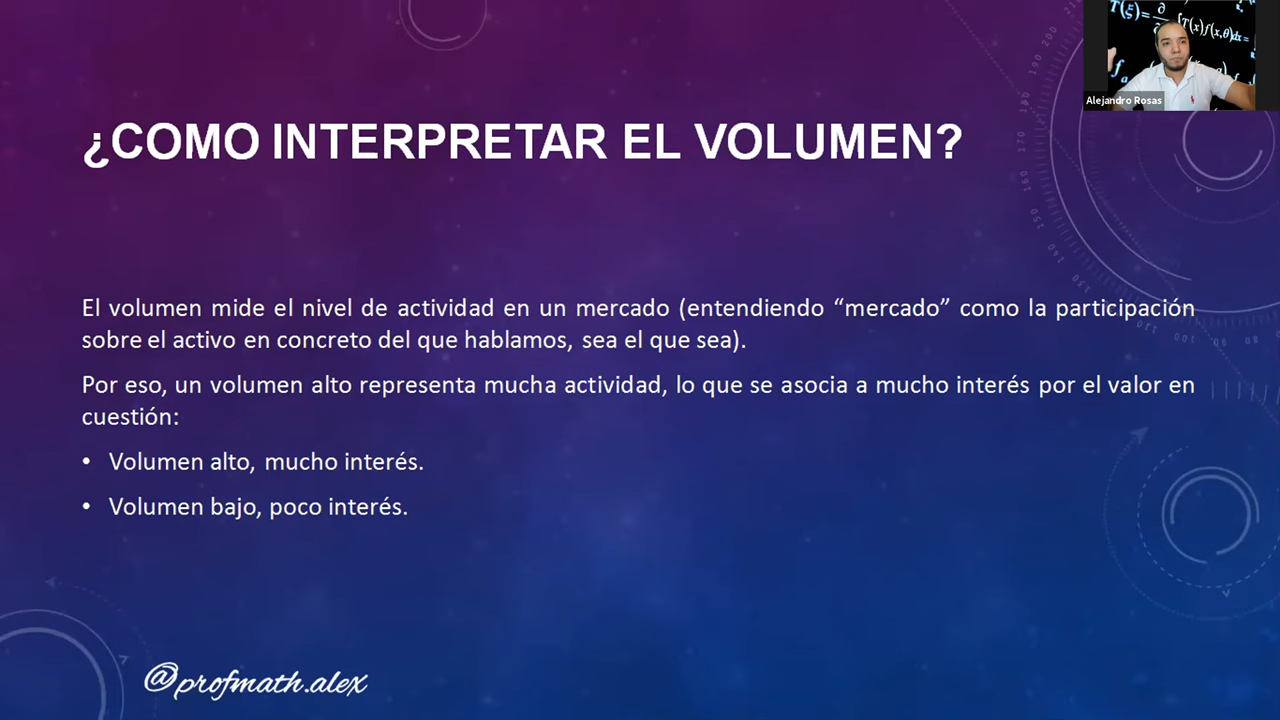 ¿COMO INTERPRETAR EL VOLUMEN?
El volumen mide el nivel de actividad en un mercado (entendiendo “mercado” como la participación
sobre el activo en concreto del que hablamos, sea el que sea).
Por eso, un volumen alto representa mucha actividad, lo que se asocia a mucho interés por el valor en
cuestión:
• Volumen alto, mucho interés.
• Volumen bajo, poco interés.
@profmath.alex
Alejandro Rosas